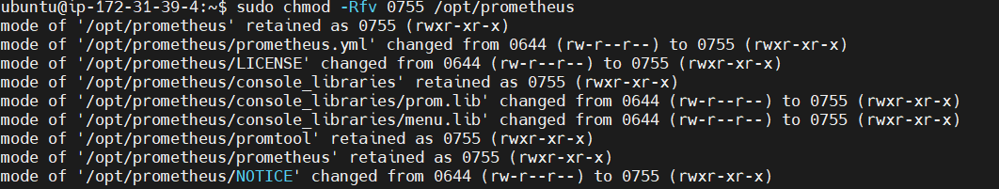 ubuntu@ip-172-31-39-4:~$ sudo chmod -Rfv 0755 /opt/prometheus
mode of '/opt/prometheus' retained as 0755 (rwxr-xr-x)
mode of '/opt/prometheus/prometheus.yml' changed from 0644 (rw-r--r--) to 0755 (rwxr-xr-x)
mode of '/opt/prometheus/LICENSE' changed from 0644 (rw-r--r--) to 0755 (rwxr-xr-x)
mode of '/opt/prometheus/console_libraries' retained as 0755 (rwxr-xr-x)
mode of '/opt/prometheus/console_libraries/prom.lib' changed from 0644 (rw-r--r--) to 0755 (rwxr-xr-x)
mode of '/opt/prometheus/console_libraries/menu.lib' changed from 0644 (rw-r--r--) to 0755 (rwxr-xr-x)
mode of '/opt/prometheus/promtool' retained as 0755 (rwxr-xr-x)
mode of '/opt/prometheus/prometheus' retained as 0755 (rwxr-xr-x)
mode of '/opt/prometheus/NOTICE' changed from 0644 (rw-r--r--) to 0755 (rwxr-xr-x)